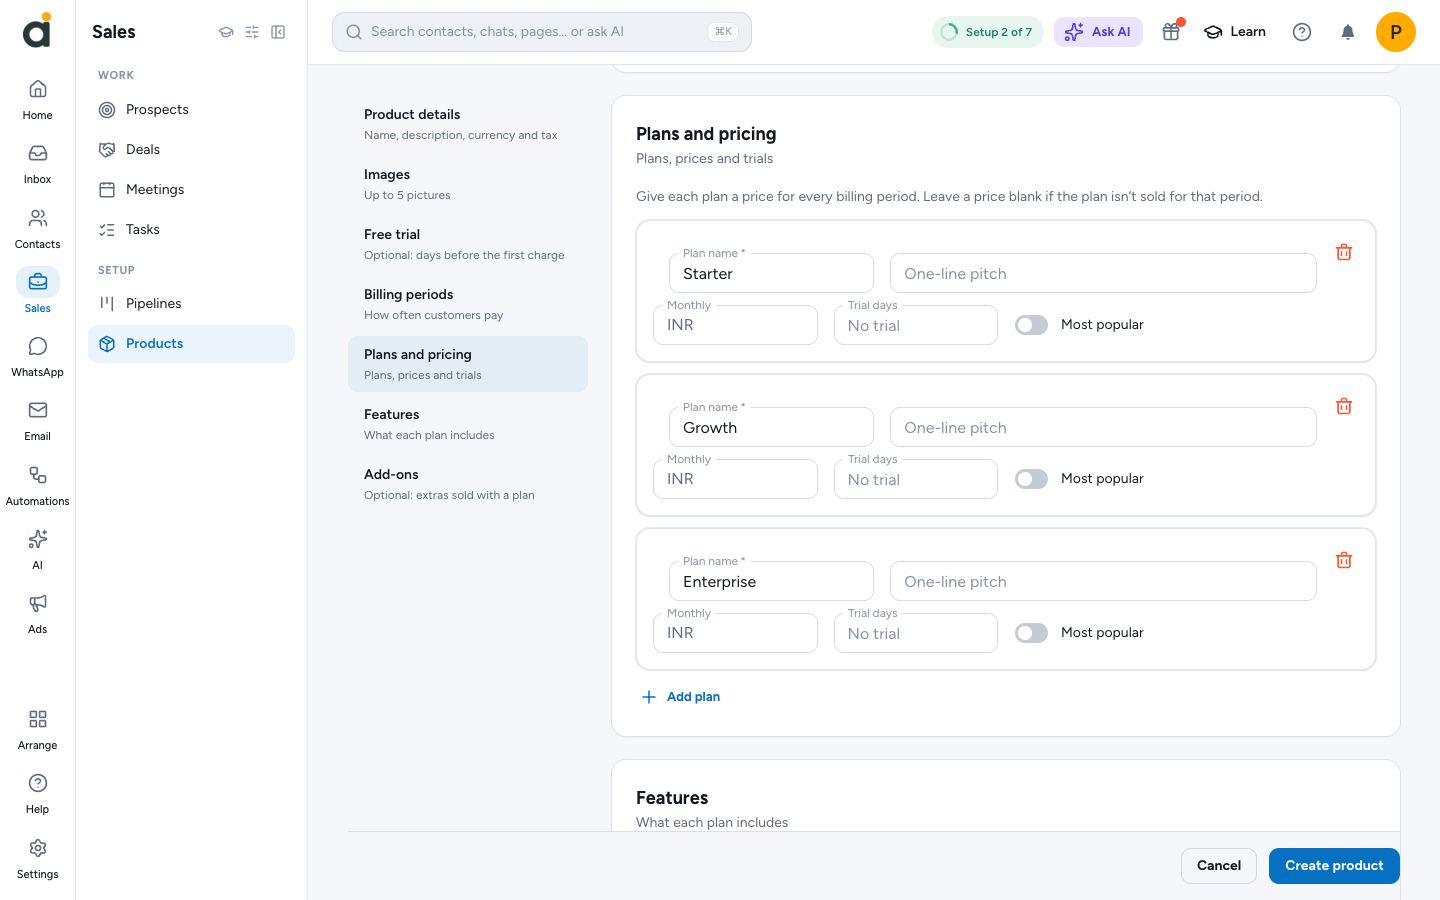 Sales
Search contacts, chats, pages... or ask AI
⌘K
Setup 2 of 7
Ask AI
Learn
P
Home
Inbox
Contacts
Sales
WhatsApp
Email
Automations
AI
Ads
Arrange
Help
Settings
WORK
Prospects
Deals
Meetings
Tasks
SETUP
Pipelines
Products
Product details
Name, description, currency and tax
Images
Up to 5 pictures
Free trial
Optional: days before the first charge
Billing periods
How often customers pay
Plans and pricing
Plans, prices and trials
Features
What each plan includes
Add-ons
Optional: extras sold with a plan
Plans and pricing
Plans, prices and trials
Give each plan a price for every billing period. Leave a price blank if the plan isn’t sold for that period.
Plan name *
Starter
One-line pitch
Monthly
INR
Trial days
No trial
Most popular
Plan name *
Growth
One-line pitch
Monthly
INR
Trial days
No trial
Most popular
Plan name *
Enterprise
One-line pitch
Monthly
INR
Trial days
No trial
Most popular
Add plan
Features
What each plan includes
Cancel
Create product